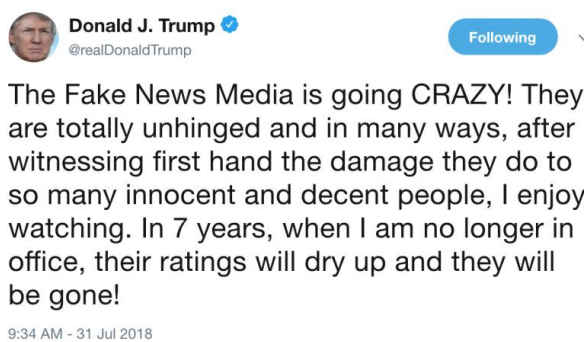 Donald J. Trump
@realDonaldTrump
Following
The Fake News Media is going CRAZY! They
are totally unhinged and in many ways, after
witnessing first hand the damage they do to
so many innocent and decent people, I enjoy
watching. In 7 years, when I am no longer in
office, their ratings will dry up and they will
be gone!
9:34 AM - 31 Jul 2018